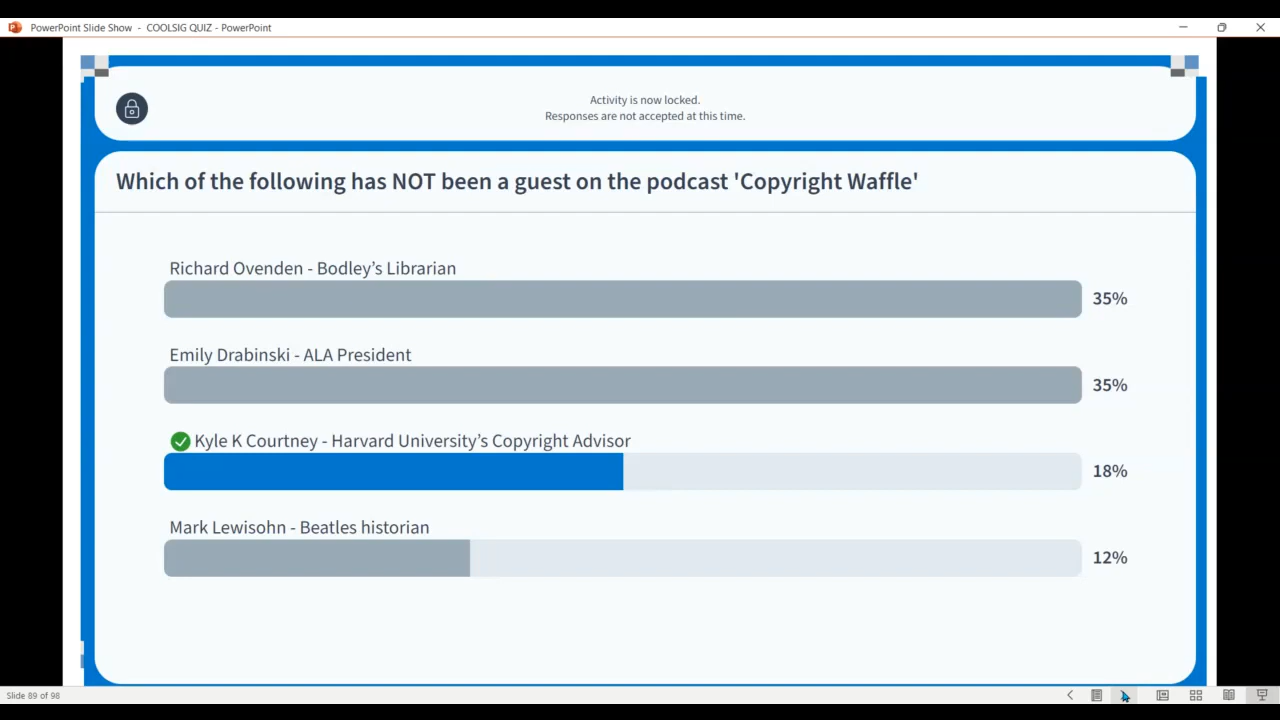 PowerPoint Slide Show - COOLSIG QUIZ - PowerPoint
Activity is now locked.
Responses are not accepted at this time.
Which of the following has NOT been a guest on the podcast 'Copyright Waffle'
Richard Ovenden - Bodley’s Librarian
35%
Emily Drabinski - ALA President
35%
Kyle K Courtney - Harvard University’s Copyright Advisor
18%
Mark Lewisohn - Beatles historian
12%
Slide 89 of 98